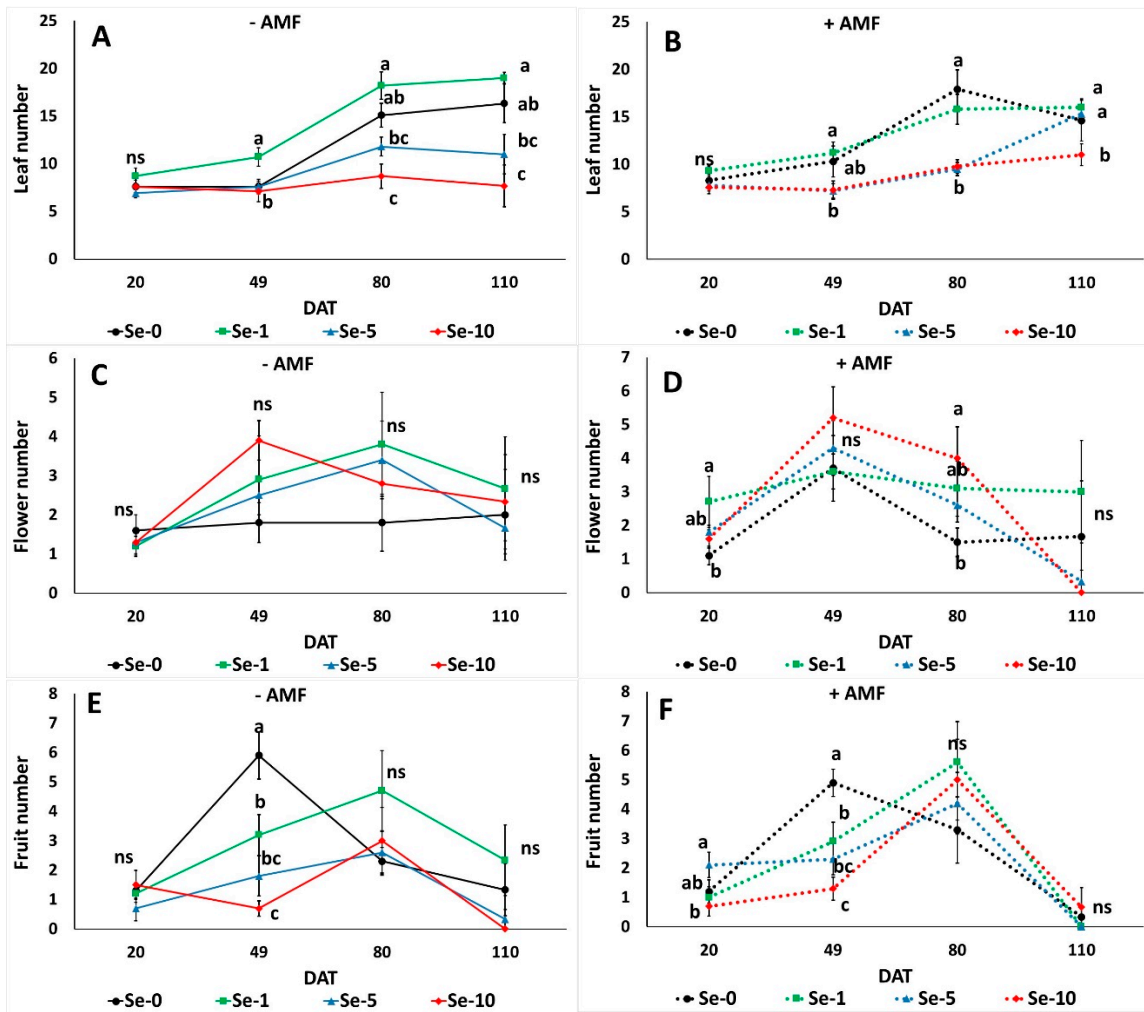 A
- AMF
25
20
15
10
5
0
Leaf number
ns
a
b
a
ab
bc
c
a
ab
bc
c
20 49 80 110
DAT
Se-0 Se-1 Se-5 Se-10
B
+ AMF
25
20
15
10
5
0
Leaf number
ns
a
ab
b
a
b
a
a
b
20 49 80 110
DAT
Se-0 Se-1 Se-5 Se-10
C
- AMF
6
5
4
3
2
1
0
Flower number
ns
ns
ns
ns
20 49 80 110
DAT
Se-0 Se-1 Se-5 Se-10
D
+ AMF
7
6
5
4
3
2
1
0
Flower number
a
ab
b
ns
a
ab
b
ns
20 49 80 110
DAT
Se-0 Se-1 Se-5 Se-10
E
- AMF
8
7
6
5
4
3
2
1
0
Fruit number
ns
a
b
bc
c
ns
ns
20 49 80 110
DAT
Se-0 Se-1 Se-5 Se-10
F
+ AMF
8
7
6
5
4
3
2
1
0
Fruit number
a
ab
b
a
b
bc
c
ns
ns
20 49 80 110
DAT
Se-0 Se-1 Se-5 Se-10